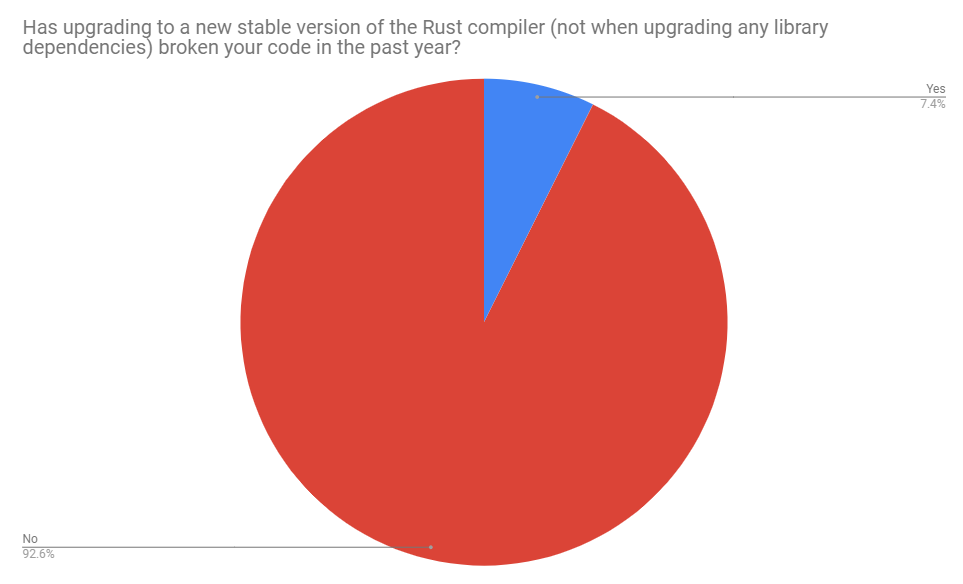 Has upgrading to a new stable version of the Rust compiler (not when upgrading any library
dependencies) broken your code in the past year?
Yes
7.4%
No
92.6%